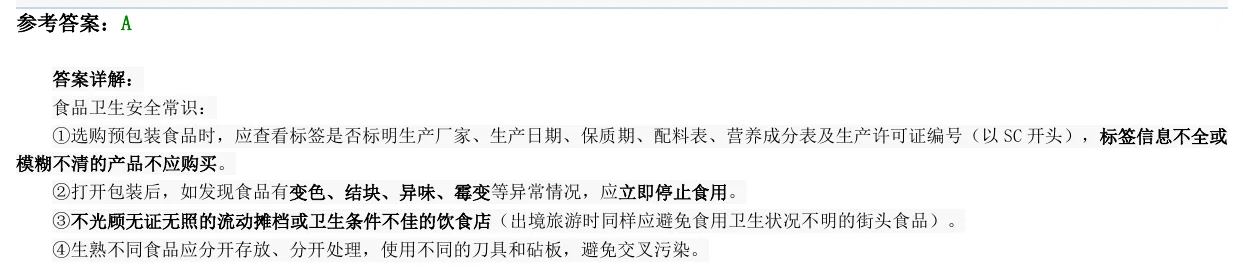 参考答案：A
答案详解：
食品卫生安全常识：
①选购预包装食品时，应查看标签是否标明生产厂家、生产日期、保质期、配料表、营养成分表及生产许可证编号（以 SC 开头），标签信息不全或
模糊不清的产品不应购买。
②打开包装后，如发现食品有变色、结块、异味、霉变等异常情况，应立即停止食用。
③不光顾无证无照的流动摊档或卫生条件不佳的饮食店（出境旅游时同样应避免食用卫生状况不明的街头食品）。
④生熟不同食品应分开存放、分开处理，使用不同的刀具和砧板，避免交叉污染。